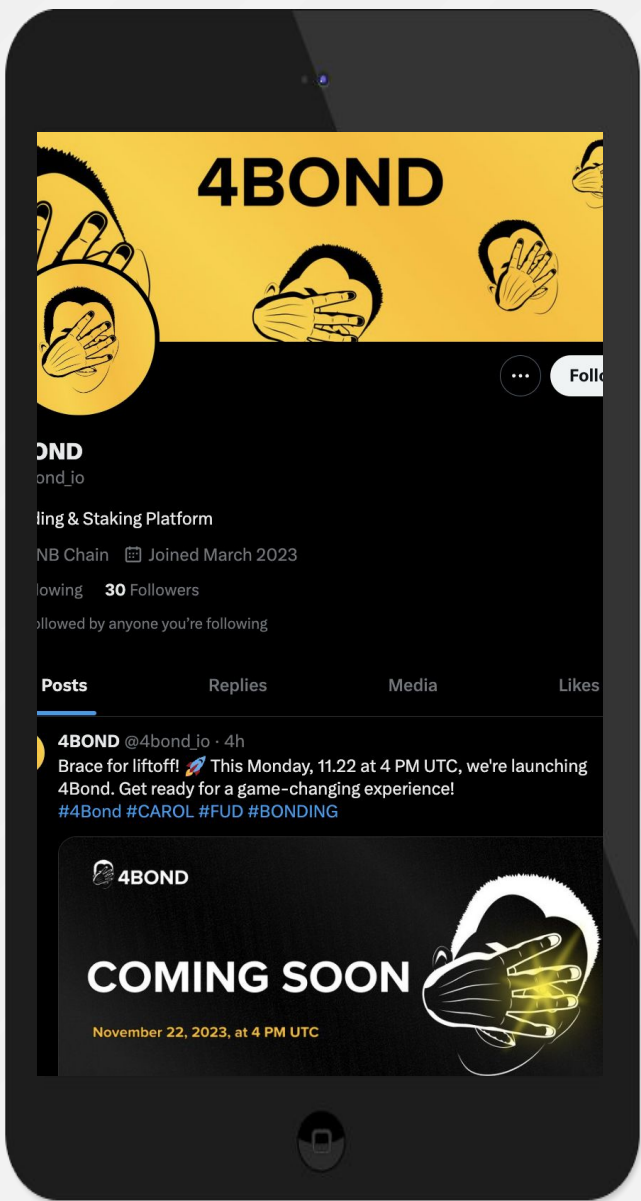 4BOND
Follo
OND
ond_io
ding & Staking Platform
NB Chain Joined March 2023
lowing 30 Followers
ollowed by anyone you're following
Posts Replies Media Likes
4BOND @4bond_io · 4h
Brace for liftoff! 🚀 This Monday, 11.22 at 4 PM UTC, we're launching
4Bond. Get ready for a game-changing experience!
#4Bond #CAROL #FUD #BONDING
4BOND
COMING SOON
November 22, 2023, at 4 PM UTC